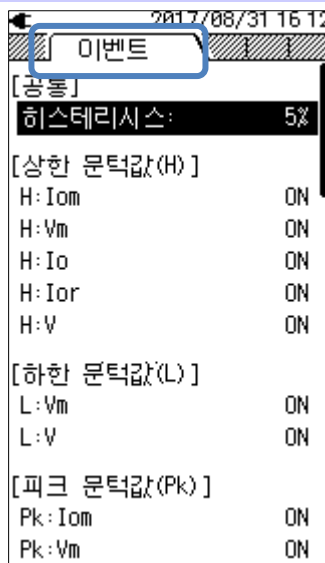 2017/08/31 16 12
이벤트
[공통]
히스테리시스: 5%
[상한 문턱값(H)]
H:Iom ON
H:Vm ON
H:Io ON
H:Ior ON
H:V ON
[하한 문턱값(L)]
L:Vm ON
L:V ON
[피크 문턱값(Pk)]
Pk:Iom ON
Pk:Vm ON